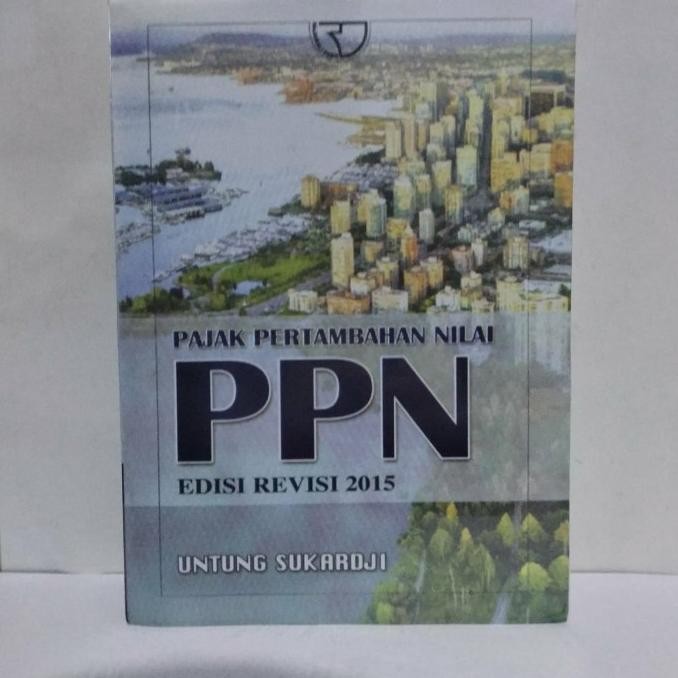 PAJAK PERTAMBAHAN NILAI
PPN
EDISI REVISI 2015
UNTUNG SUKARDJI